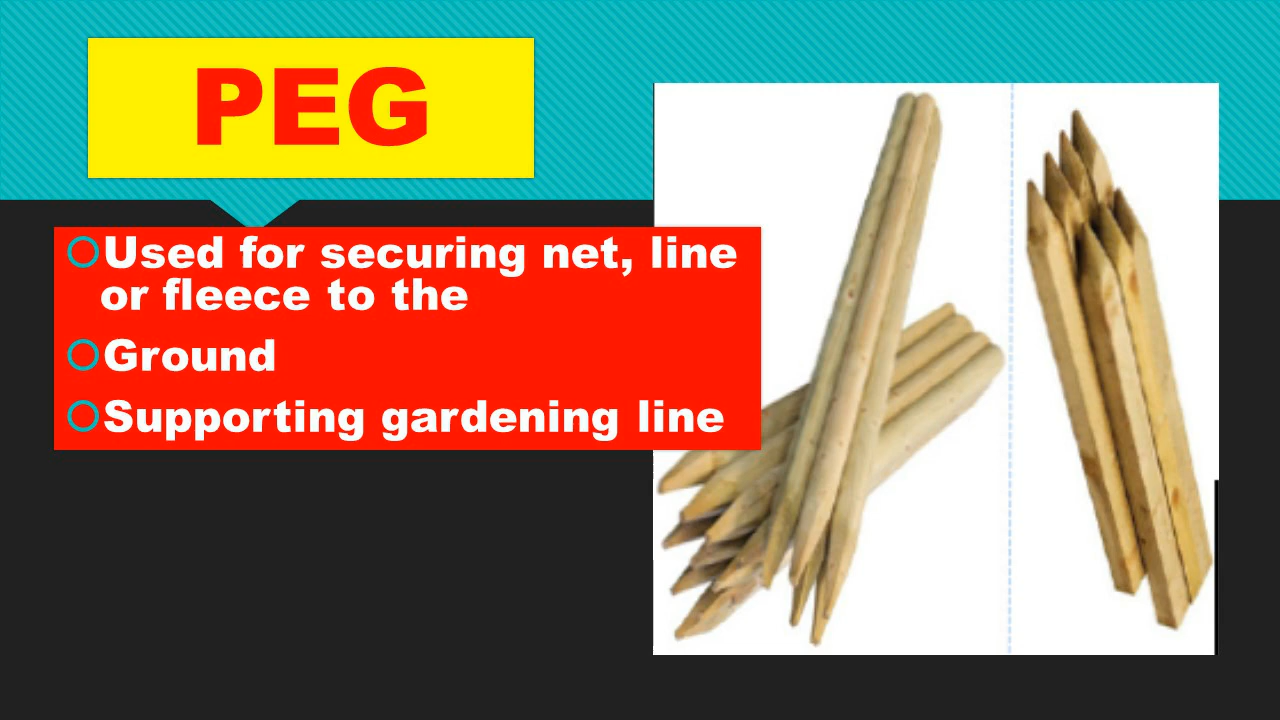 PEG
Used for securing net, line
or fleece to the
Ground
Supporting gardening line